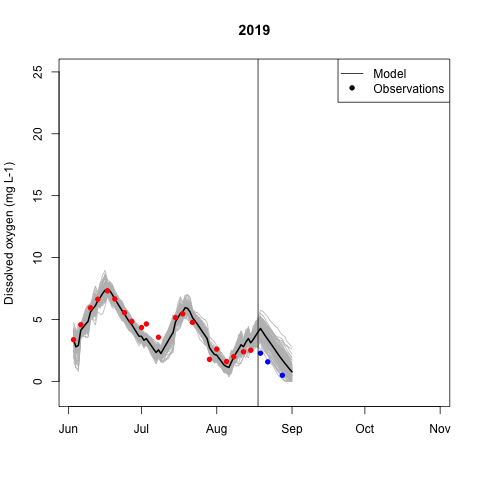 2019
Model
Observations
Dissolved oxygen (mg L-1)
25
20
15
10
5
0
Jun Jul Aug Sep Oct Nov